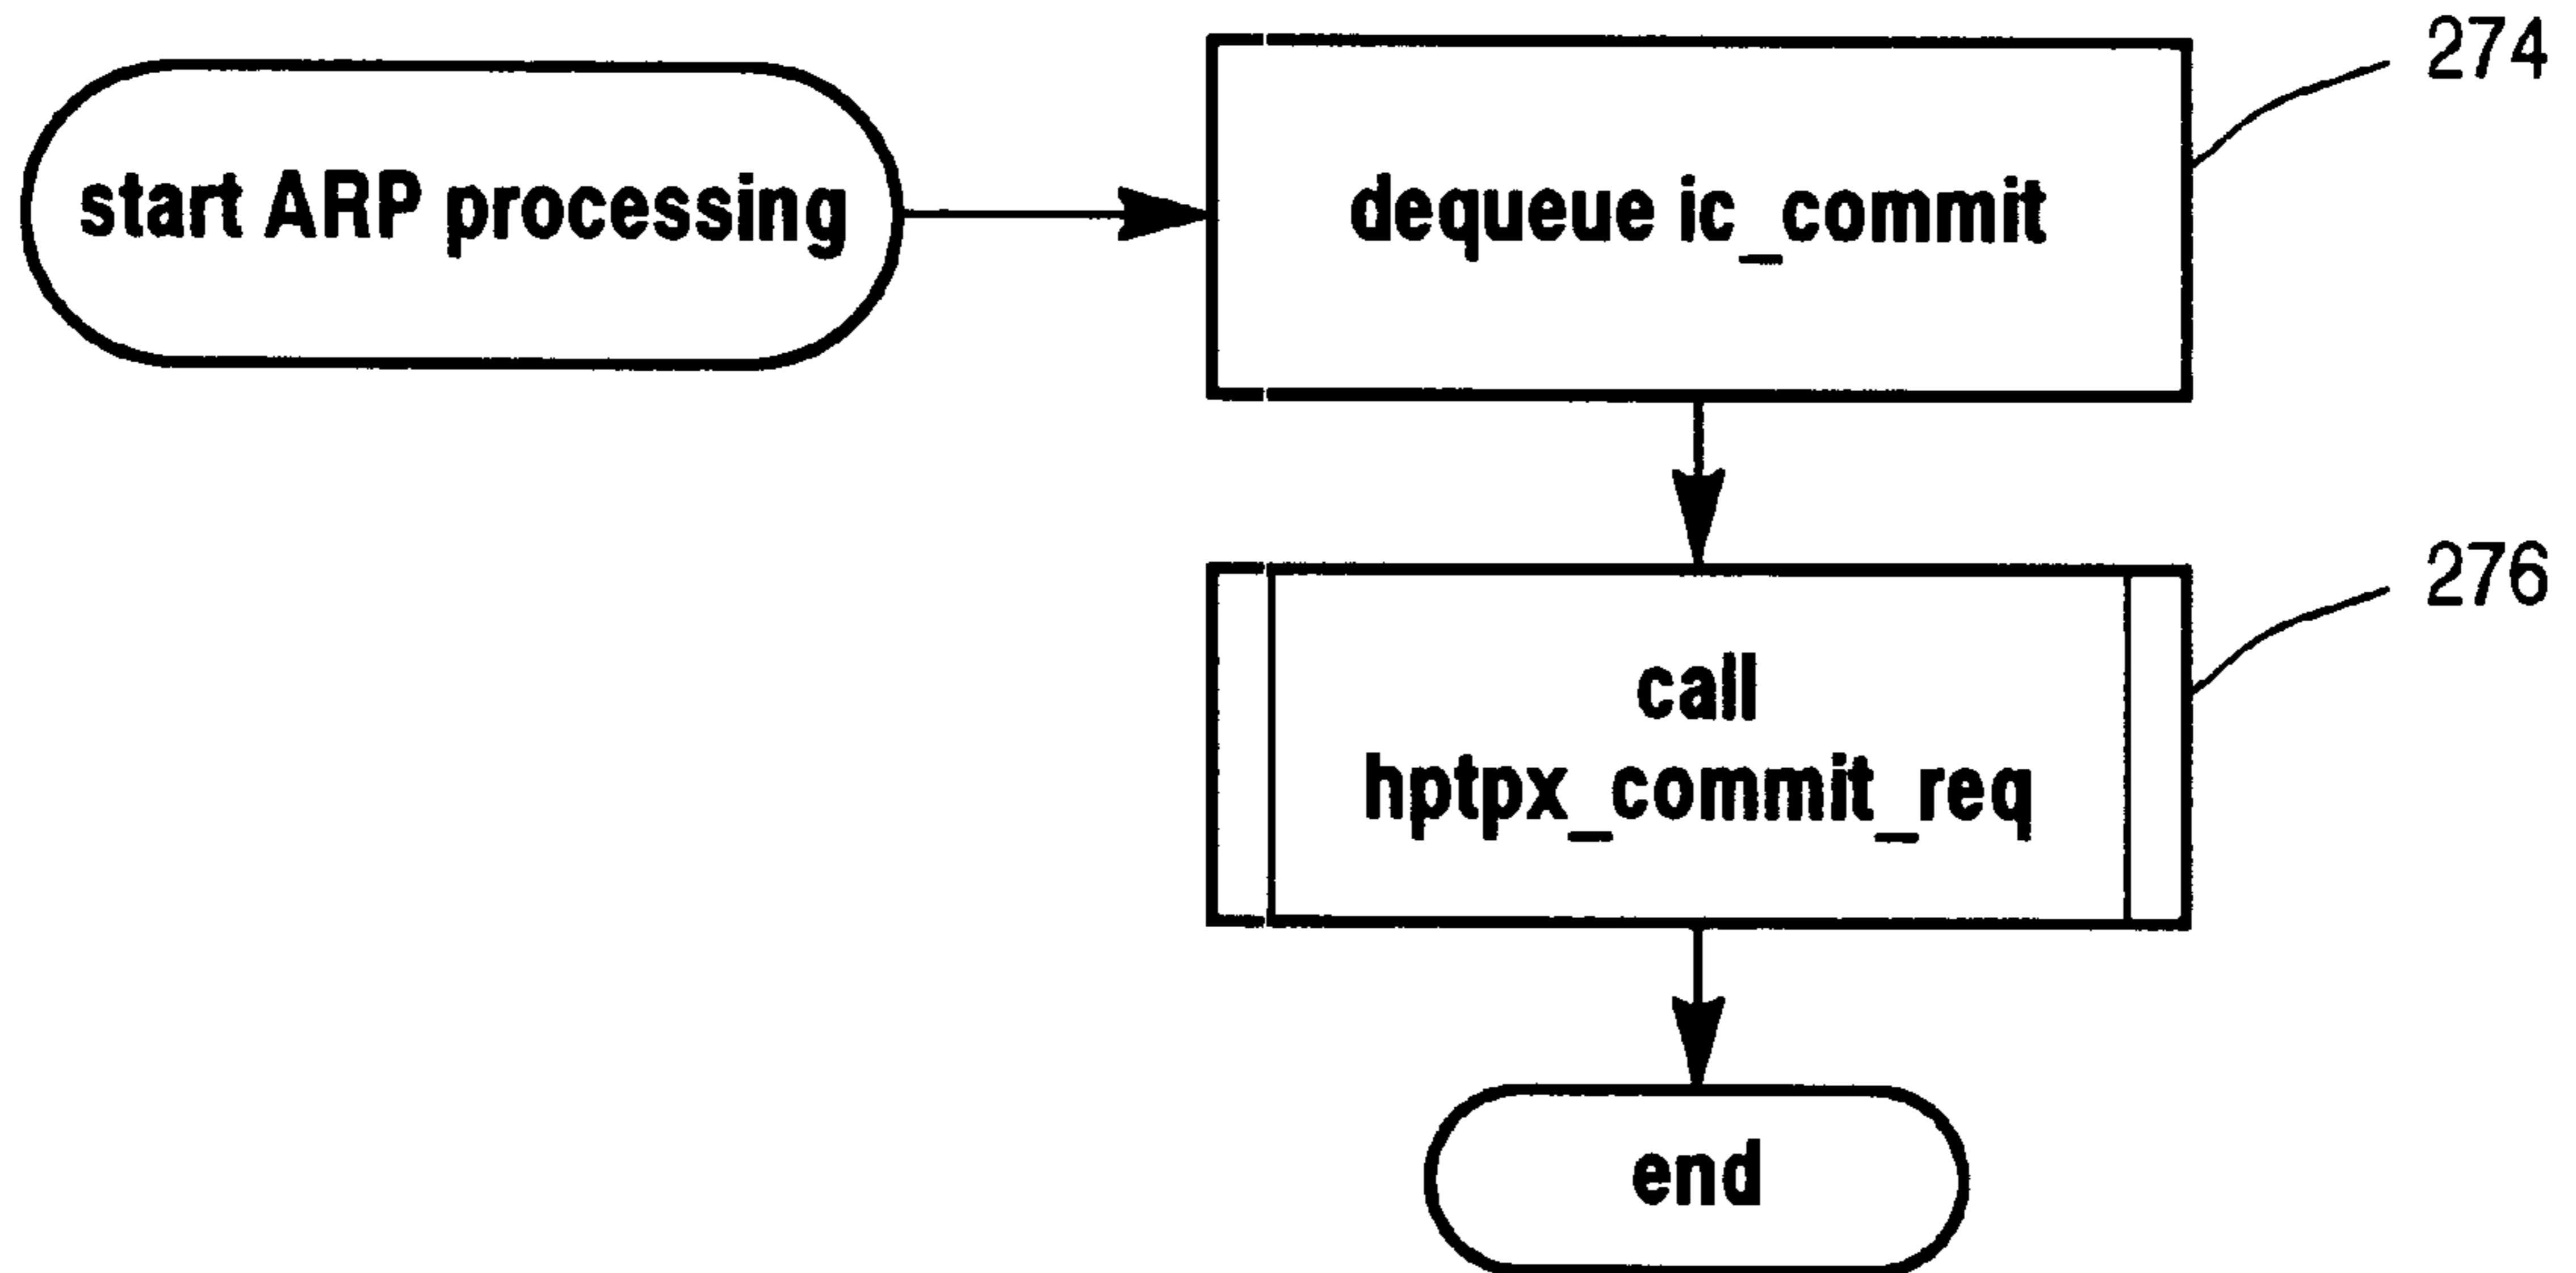 start ARP processing
dequeue ic_commit
274
call
hptpx_commit_req
276
end